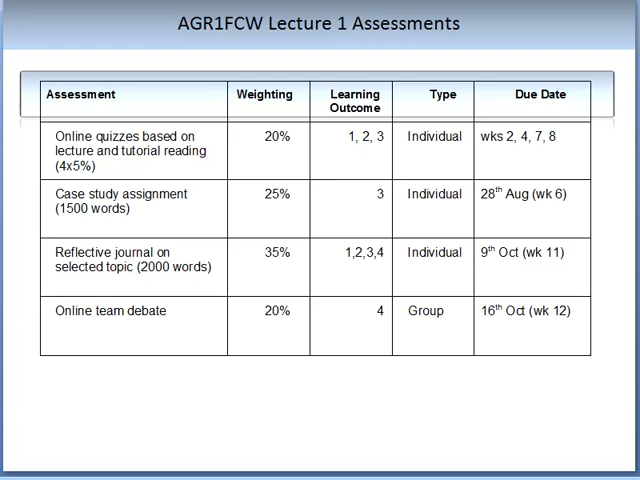 AGR1FCW Lecture 1 Assessments
Assessment Weighting Learning Outcome Type Due Date
Online quizzes based on lecture and tutorial reading (4x5%) 20% 1, 2, 3 Individual wks 2, 4, 7, 8
Case study assignment (1500 words) 25% 3 Individual 28th Aug (wk 6)
Reflective journal on selected topic (2000 words) 35% 1,2,3,4 Individual 9th Oct (wk 11)
Online team debate 20% 4 Group 16th Oct (wk 12)